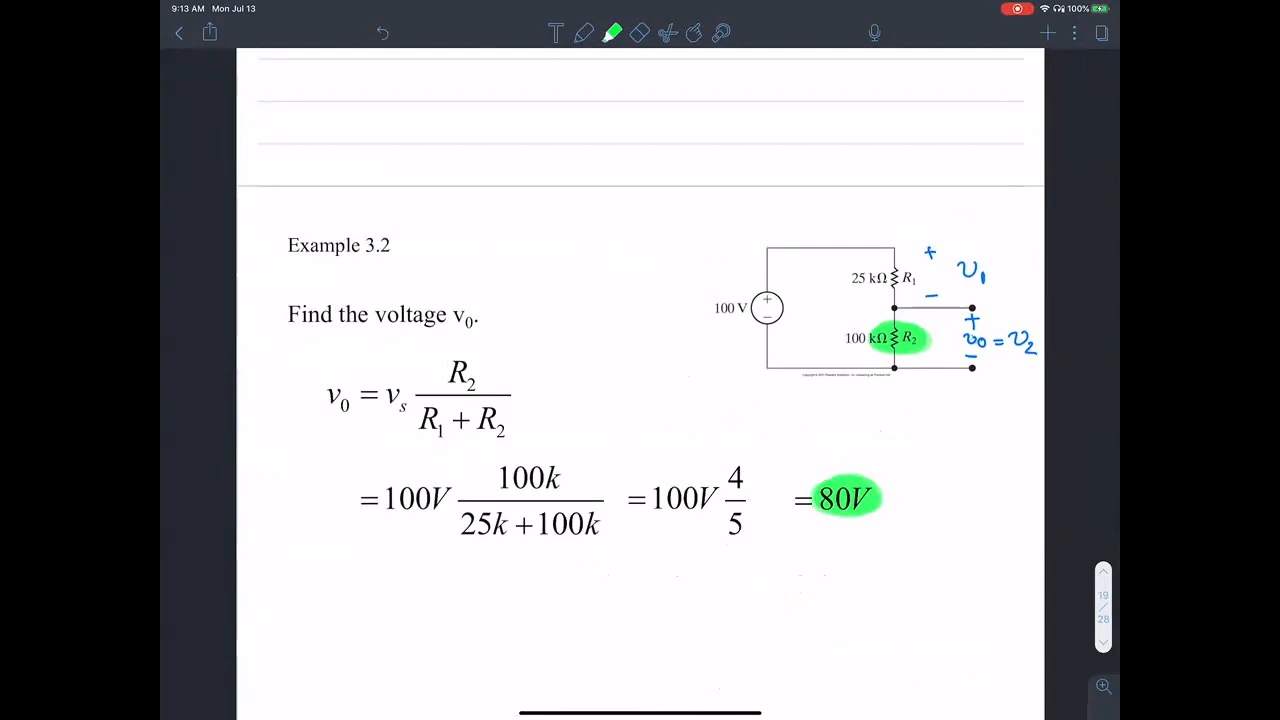 9:13 AM Mon Jul 13
100%
T
Example 3.2
Find the voltage v₀.
v₀ = vₛ R₂ / (R₁ + R₂)
= 100V 100k / (25k + 100k) = 100V 4/5 = 80V
+
25 kΩ R₁
v₁
−
100 V
+
−
+
100 kΩ R₂
v₀ = v₂
−
19
/
28